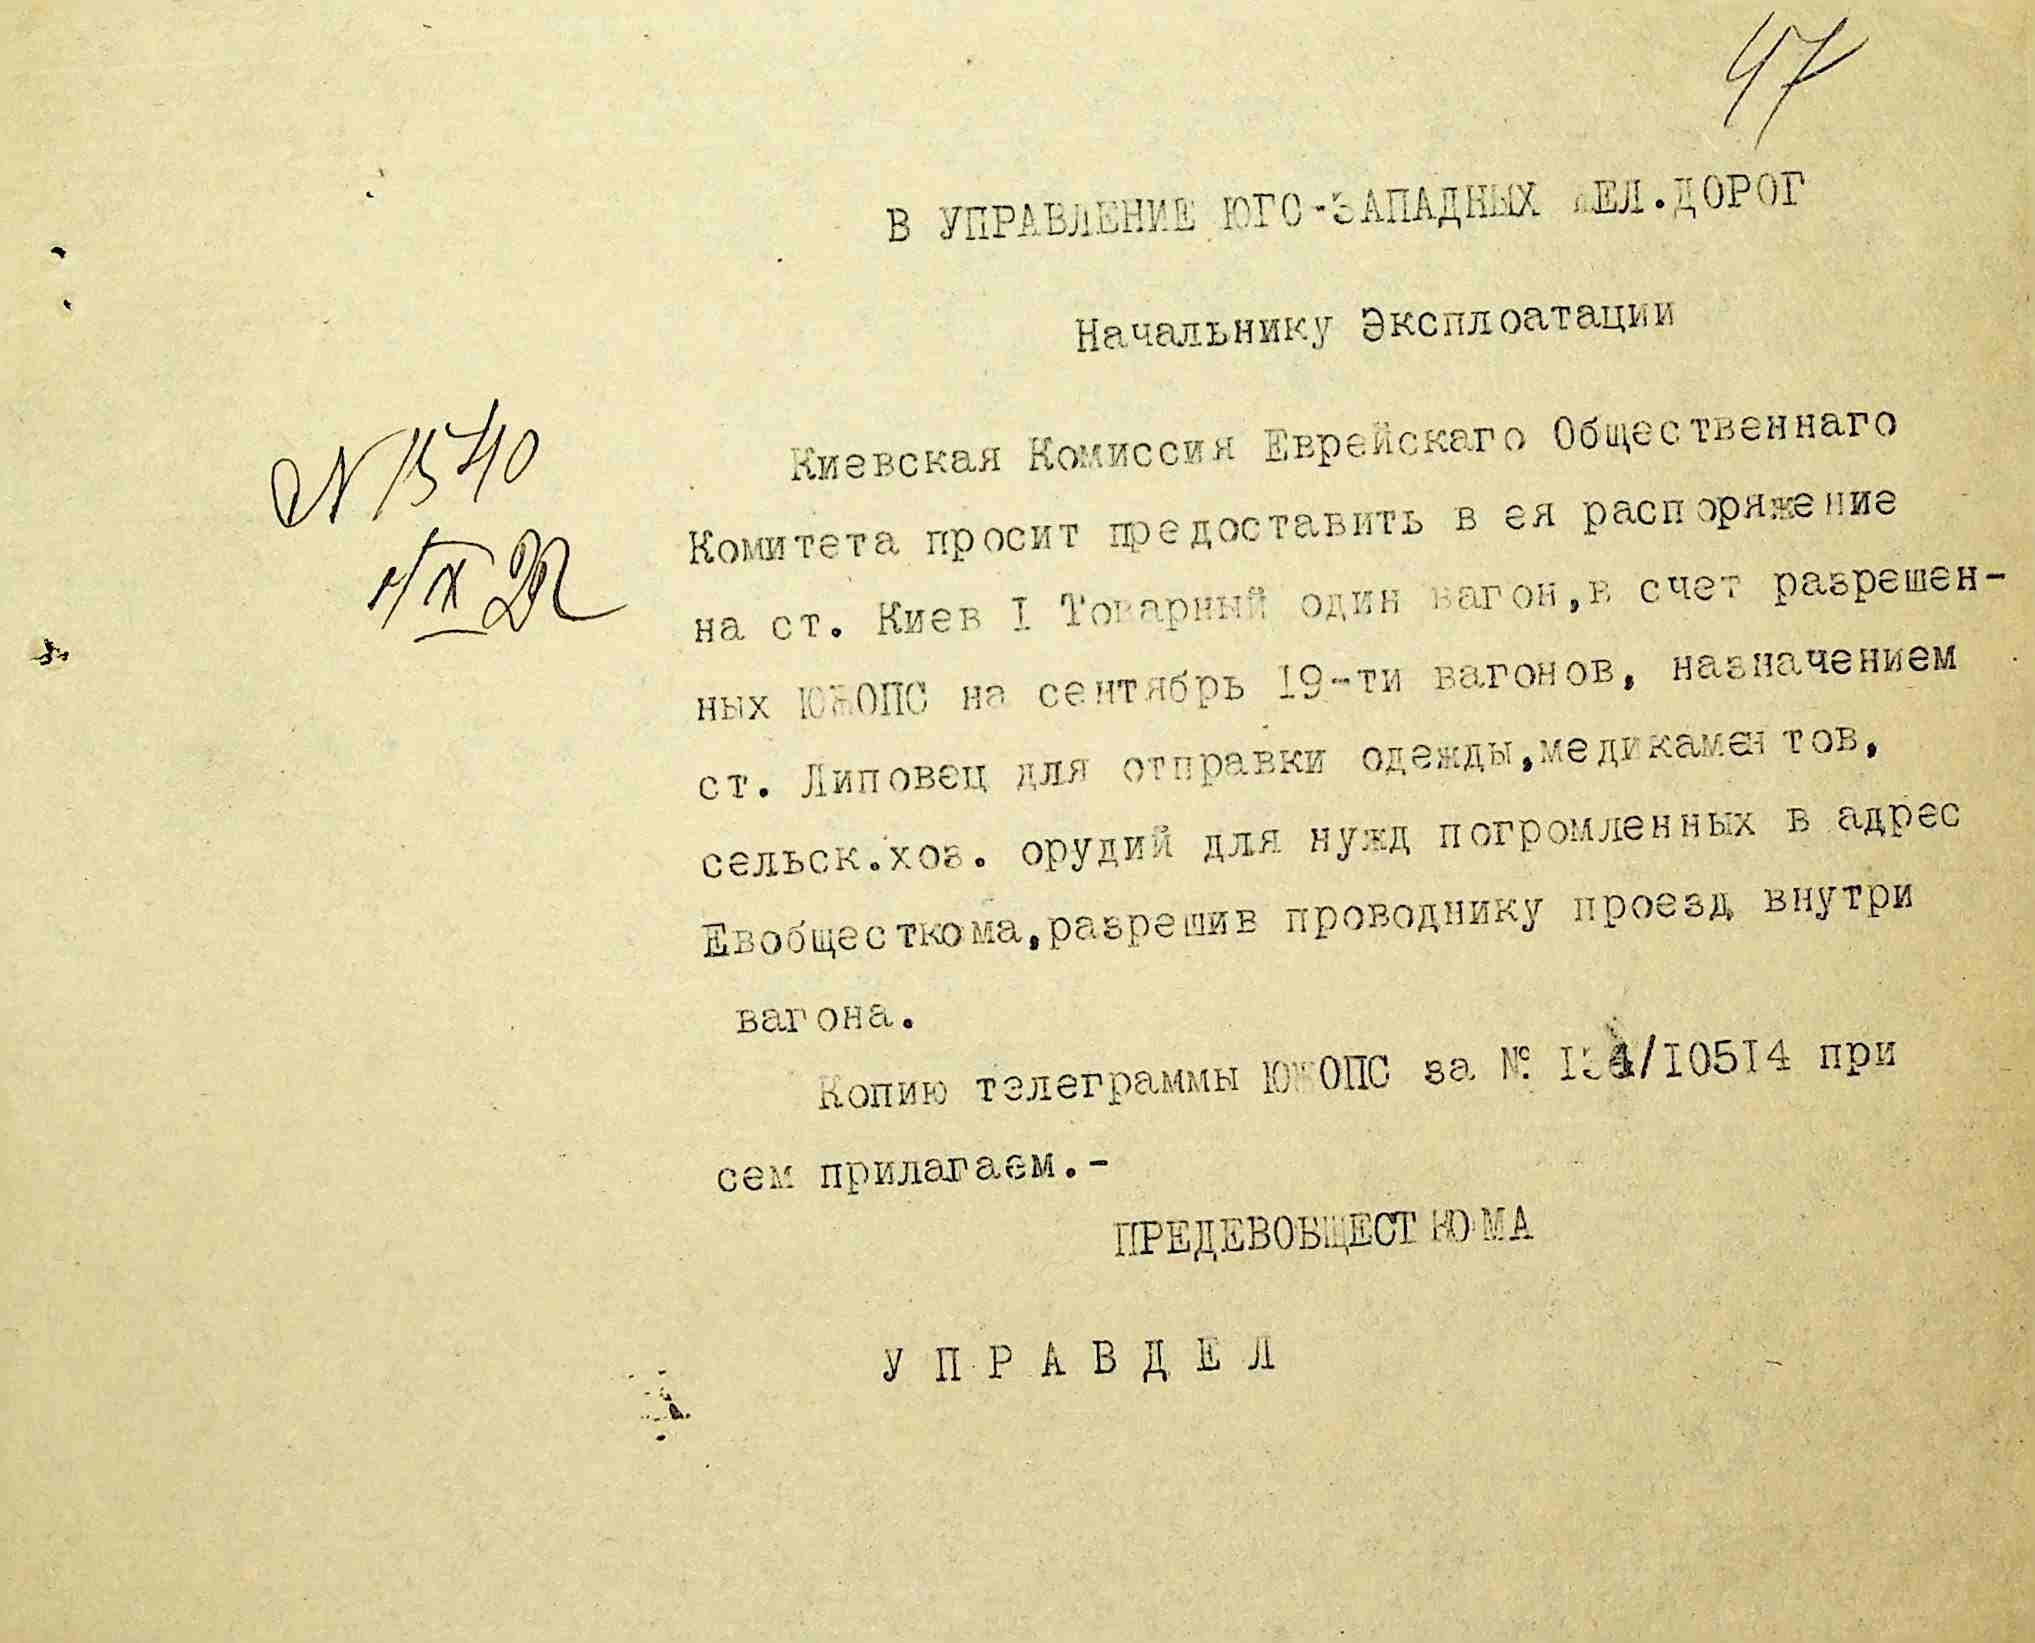 47
В УПРАВЛЕНИЕ ЮГО-ЗАПАДНЫХ ЖЕЛ.ДОРОГ
Начальнику Эксплоатации
№ 1540
IX 22
Киевская Комиссия Еврейскаго Общественнаго
Комитета просит предоставить в ея распоряжение
на ст. Киев I Товарный один вагон,в счет разрешен-
ных ЮЖОПС на сентябрь 19-ти вагонов, назначением
ст. Липовец для отправки одежды,медикаментов,
сельск.хоз. орудий для нужд погромленных в адрес
Евобщесткома,разрешив проводнику проезд внутри
вагона.
Копию телеграммы ЮЖОПС за № /10514 при
сем прилагаем.-
ПРЕДЕВОБЩЕСТКОМА
У П Р А В Д Е Л